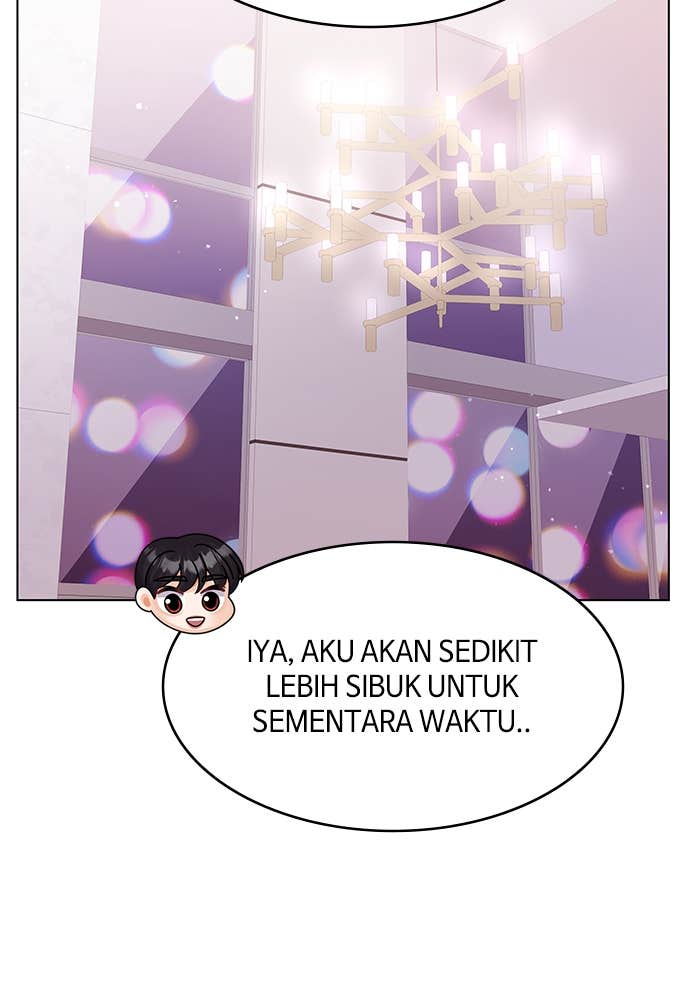 IYA, AKU AKAN SEDIKIT
LEBIH SIBUK UNTUK
SEMENTARA WAKTU..